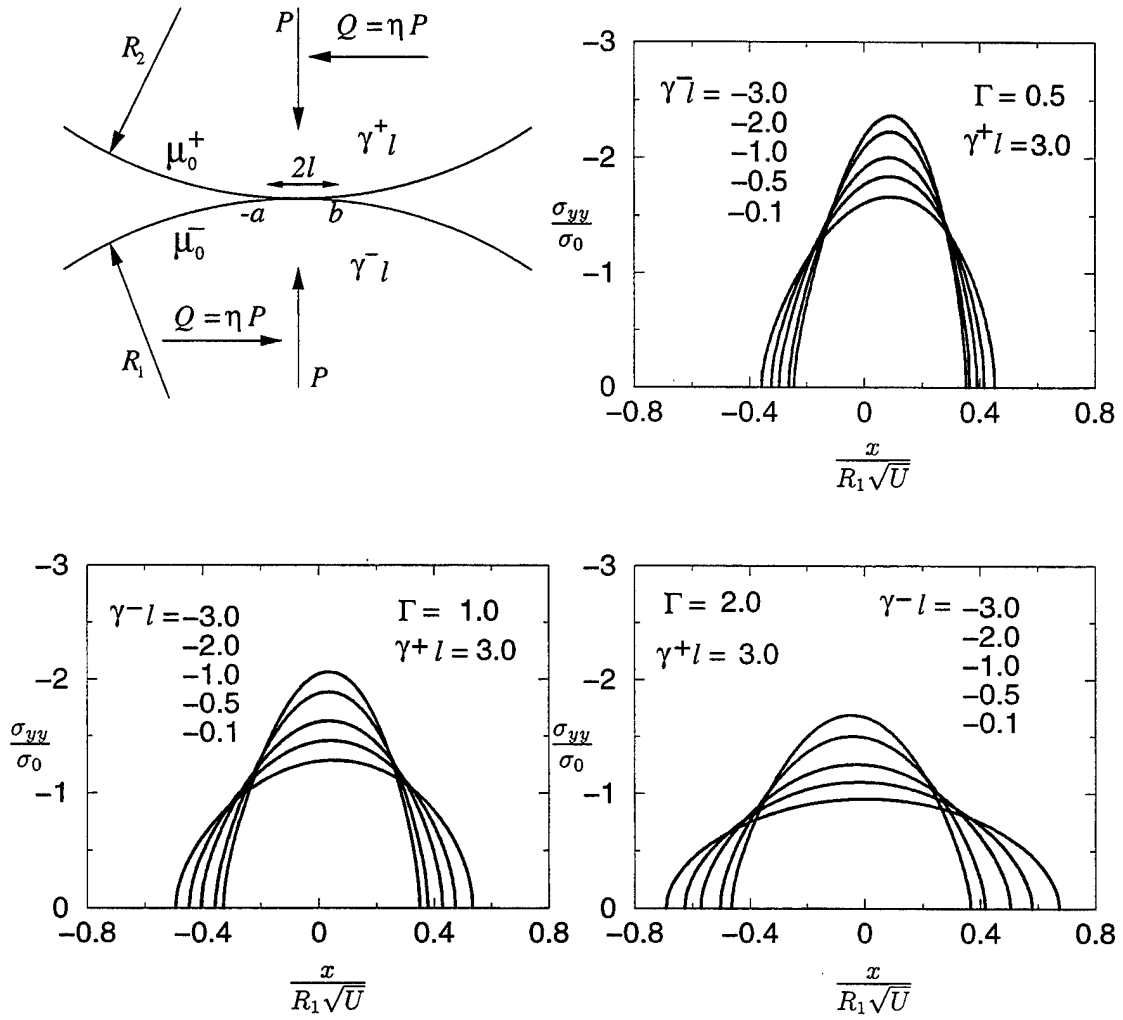 R₂
P
Q = η P
μ₀⁺
γ⁺l
2l
-a
b
μ₀⁻
γ⁻l
Q = η P
R₁
P
−3
γ⁻l = −3.0
−2.0
−1.0
−0.5
−0.1
Γ = 0.5
γ⁺l = 3.0
−2
σyy
σ0
−1
0
−0.8 −0.4 0 0.4 0.8
x
R₁√U
−3
γ− l = −3.0
−2.0
−1.0
−0.5
−0.1
Γ = 1.0
γ+ l = 3.0
−2
σyy
σ0
−1
0
−0.8 −0.4 0 0.4 0.8
x
R₁√U
−3
Γ = 2.0
γ+ l = 3.0
γ− l = −3.0
−2.0
−1.0
−0.5
−0.1
−2
σyy
σ0
−1
0
−0.8 −0.4 0 0.4 0.8
x
R₁√U